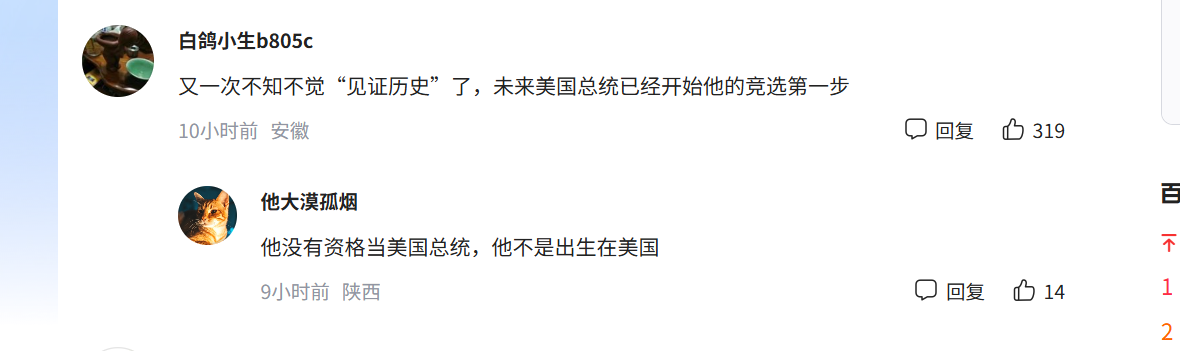 白鸽小生b805c
又一次不知不觉“见证历史”了，未来美国总统已经开始他的竞选第一步
10小时前 安徽 回复 319
他大漠孤烟
他没有资格当美国总统，他不是出生在美国
9小时前 陕西 回复 14
百
1
2